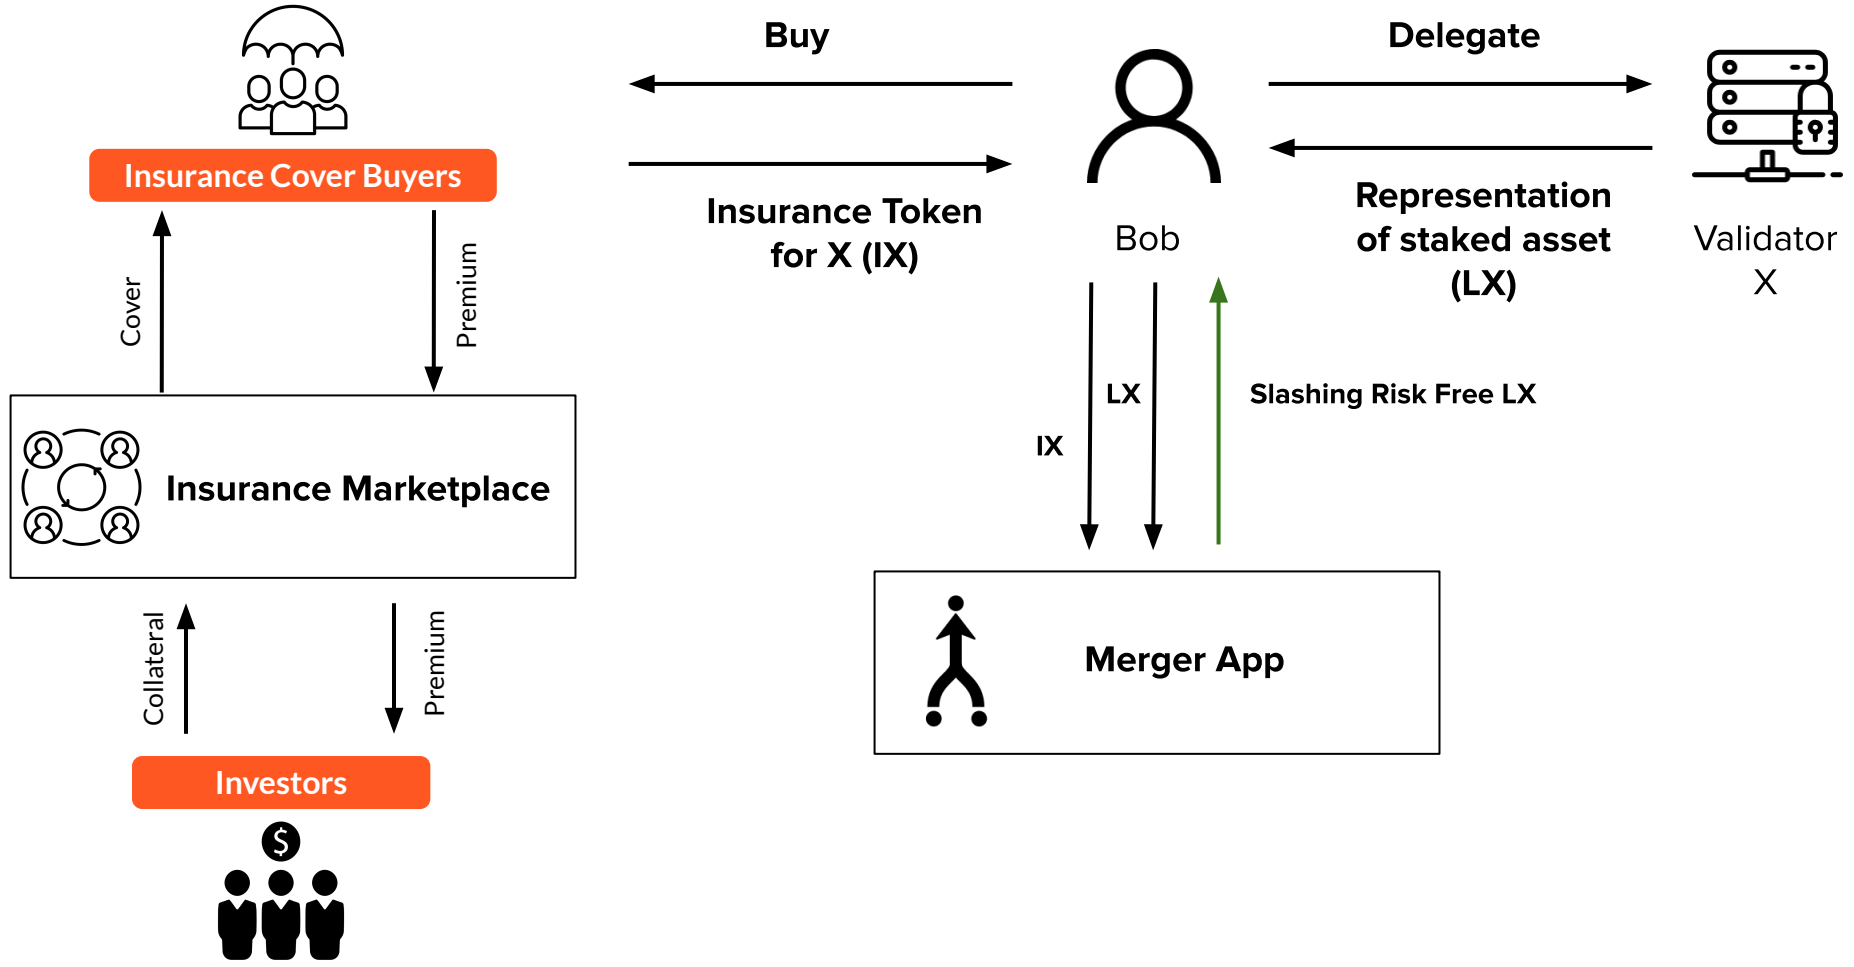 Buy
Delegate
Insurance Cover Buyers
Insurance Token
for X (IX)
Bob
Representation
of staked asset
(LX)
Validator
X
Cover
Premium
IX
LX
Slashing Risk Free LX
Insurance Marketplace
Collateral
Premium
Merger App
Investors
$